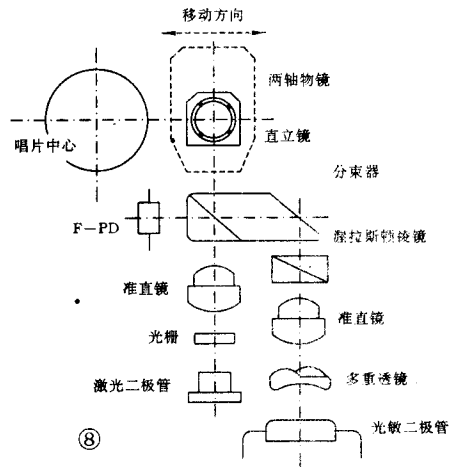 移动方向
两轴物镜
直立镜
唱片中心
分束器
F-PD
渥拉斯顿棱镜
准直镜
准直镜
光栅
激光二极管
多重透镜
光敏二极管
⑧